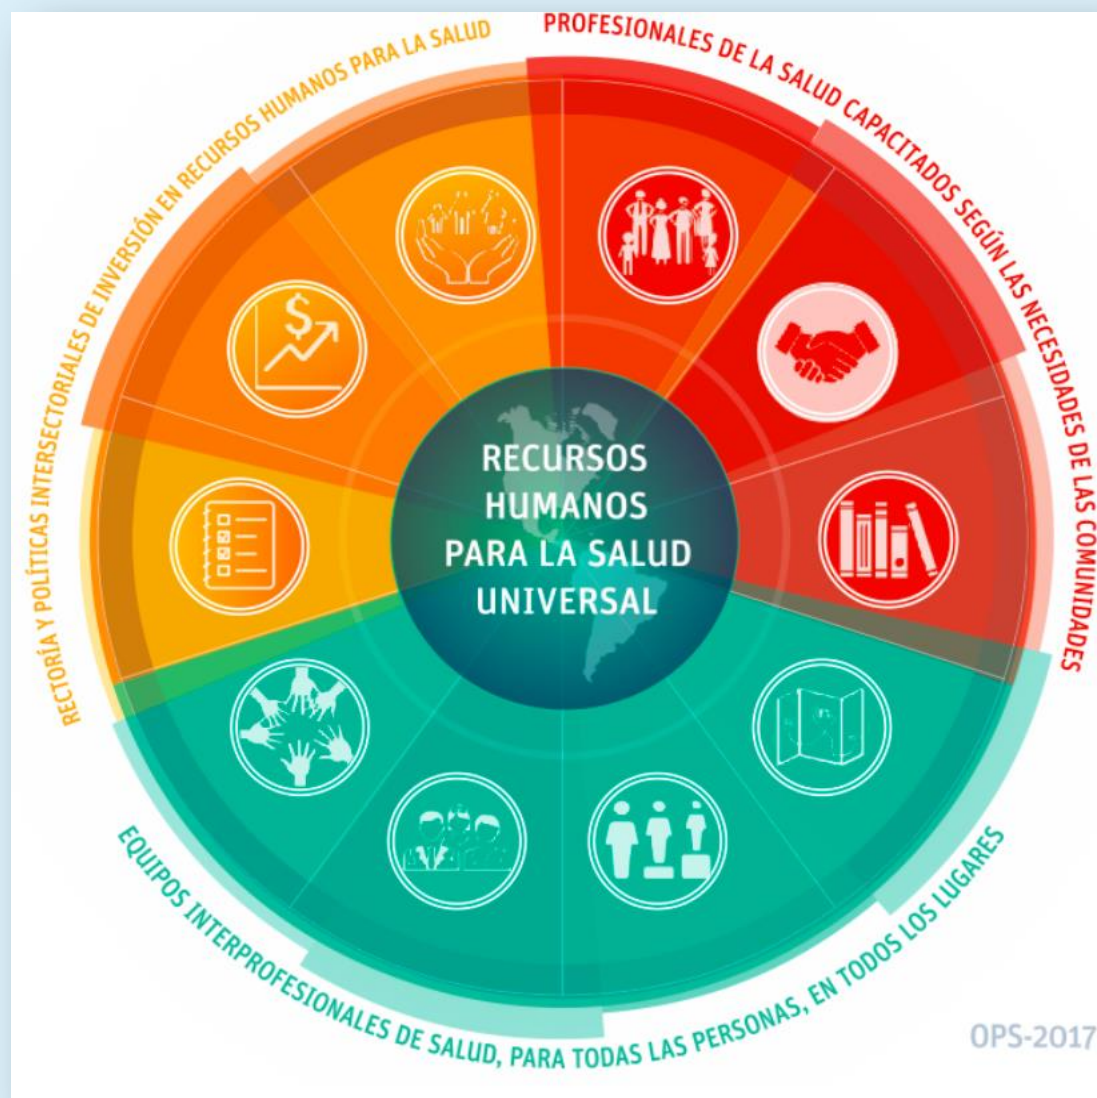 RECTORÍA Y POLÍTICAS INTERSECTORIALES DE INVERSIÓN EN RECURSOS HUMANOS PARA LA SALUD
PROFESIONALES DE LA SALUD CAPACITADOS SEGÚN LAS NECESIDADES DE LAS COMUNIDADES
$
RECURSOS
HUMANOS
PARA LA SALUD
UNIVERSAL
EQUIPOS INTERPROFESIONALES DE SALUD, PARA TODAS LAS PERSONAS, EN TODOS LOS LUGARES
OPS-2017